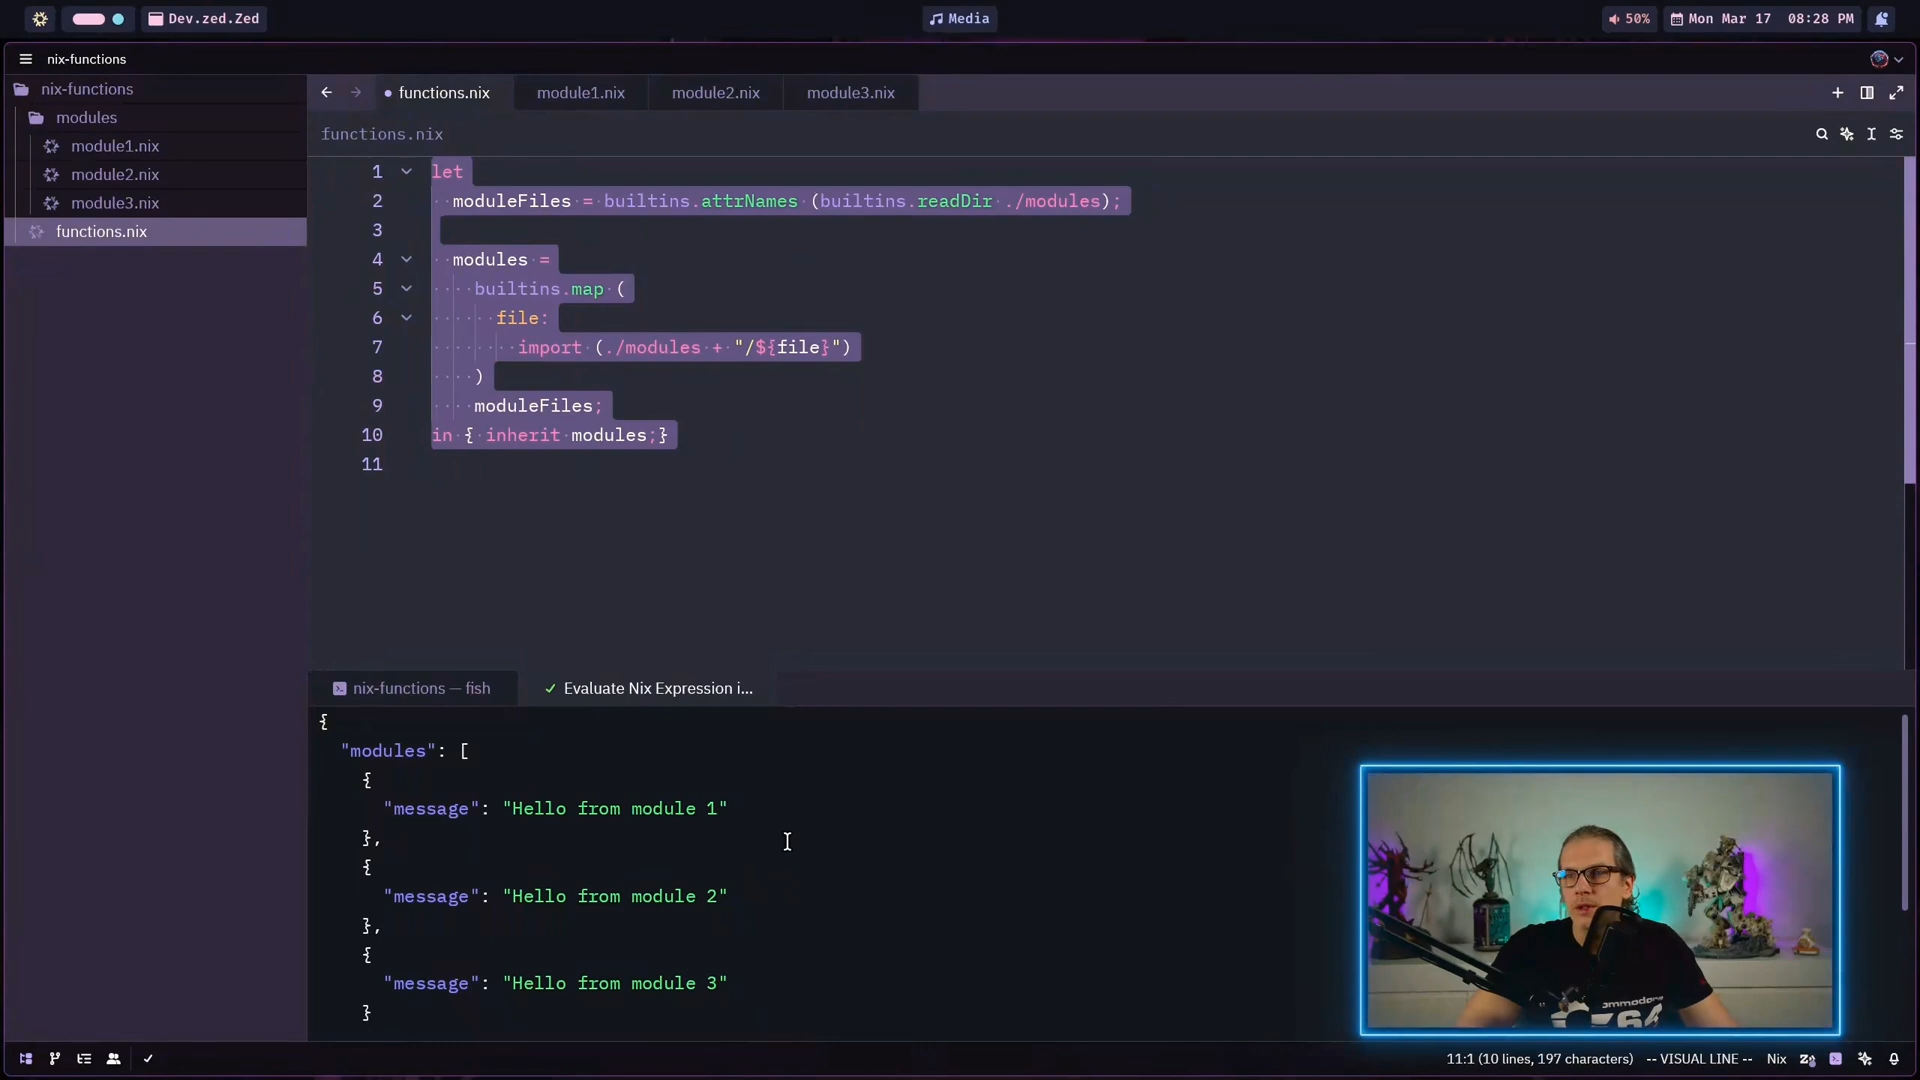 Dev.zed.Zed
Media
50%
Mon Mar 17 08:28 PM
nix-functions
nix-functions
modules
module1.nix
module2.nix
module3.nix
functions.nix
functions.nix
module1.nix
module2.nix
module3.nix
functions.nix
1 let
2 moduleFiles = builtins.attrNames (builtins.readDir ./modules);
3
4 modules =
5 builtins.map (
6 file:
7 import (./modules + "/${file}")
8 )
9 moduleFiles;
10 in { inherit modules;}
11
nix-functions — fish
Evaluate Nix Expression i...
{
"modules": [
{
"message": "Hello from module 1"
},
{
"message": "Hello from module 2"
},
{
"message": "Hello from module 3"
}
ommodore
64
11:1 (10 lines, 197 characters)
-- VISUAL LINE --
Nix